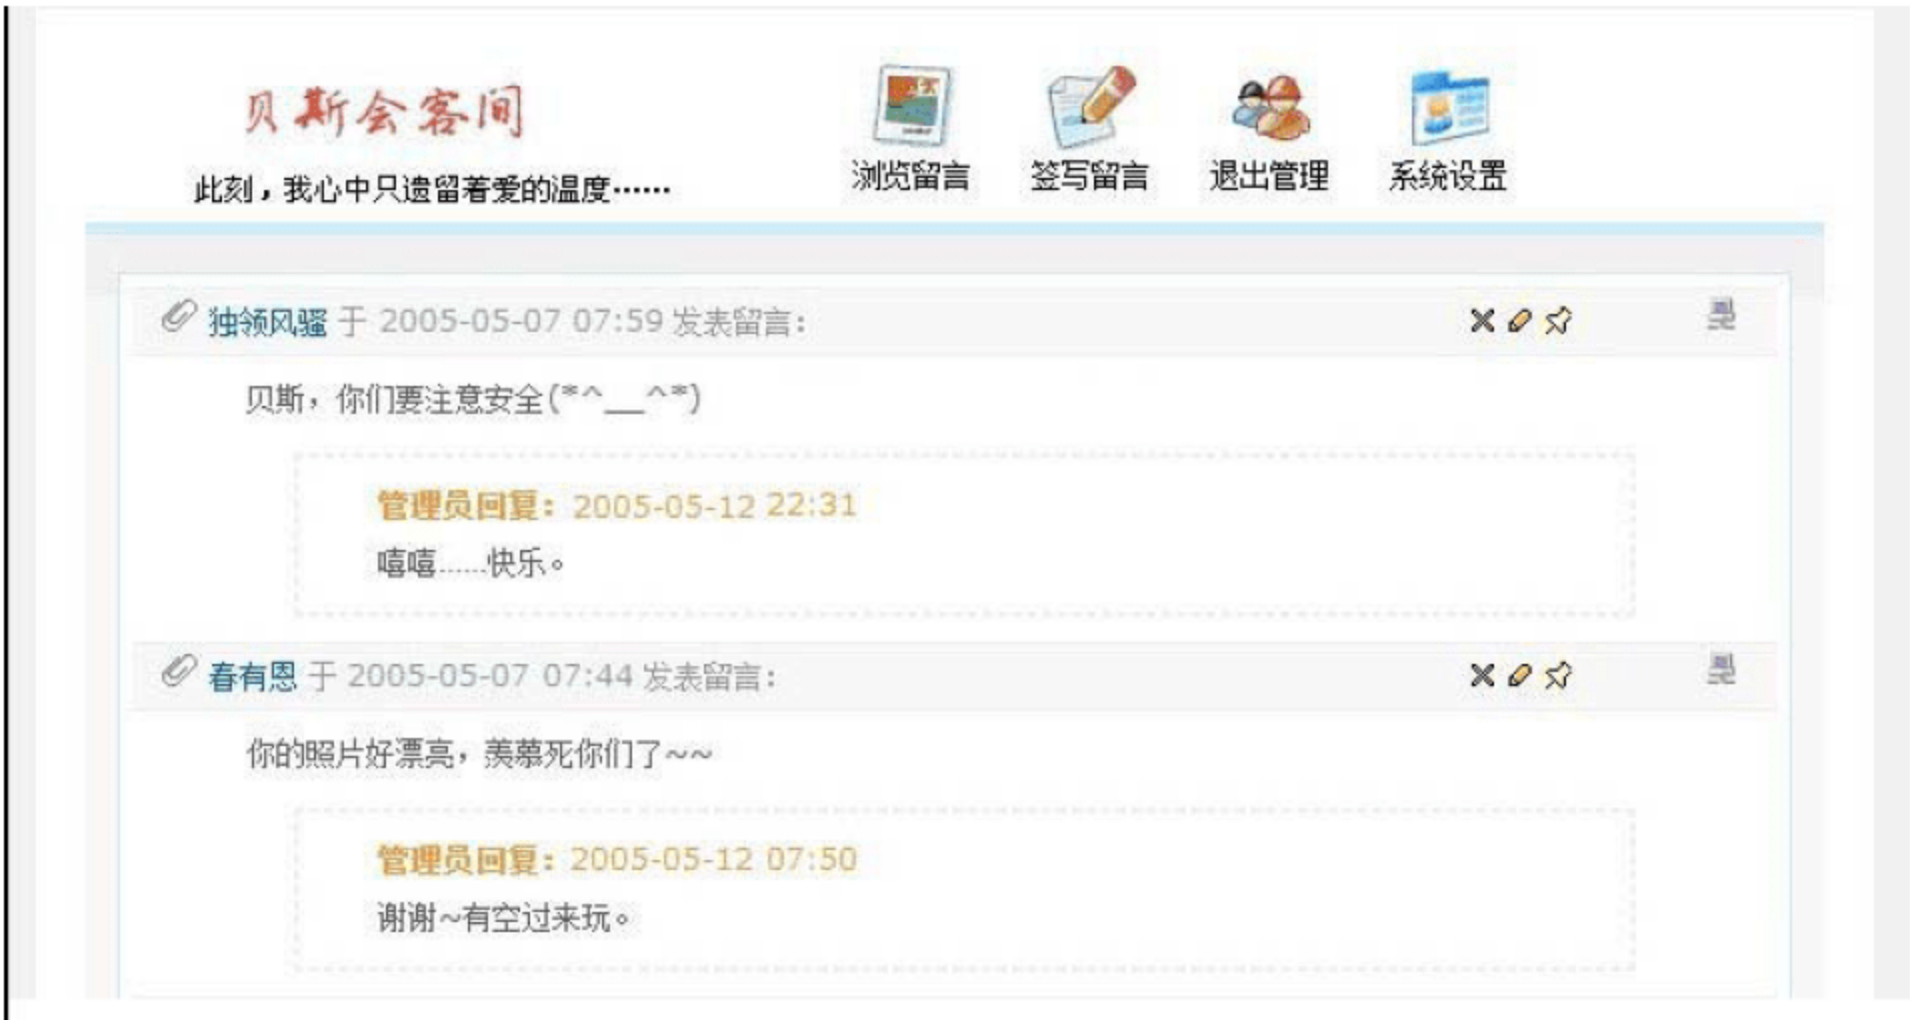 贝斯会客间
此刻，我心中只遗留着爱的温度……
浏览留言
签写留言
退出管理
系统设置
独领风骚 于 2005-05-07 07:59 发表留言：
贝斯，你们要注意安全(*^__^*)
管理员回复：2005-05-12 22:31
嘻嘻......快乐。
春有恩 于 2005-05-07 07:44 发表留言：
你的照片好漂亮，羡慕死你们了~~
管理员回复：2005-05-12 07:50
谢谢~有空过来玩。